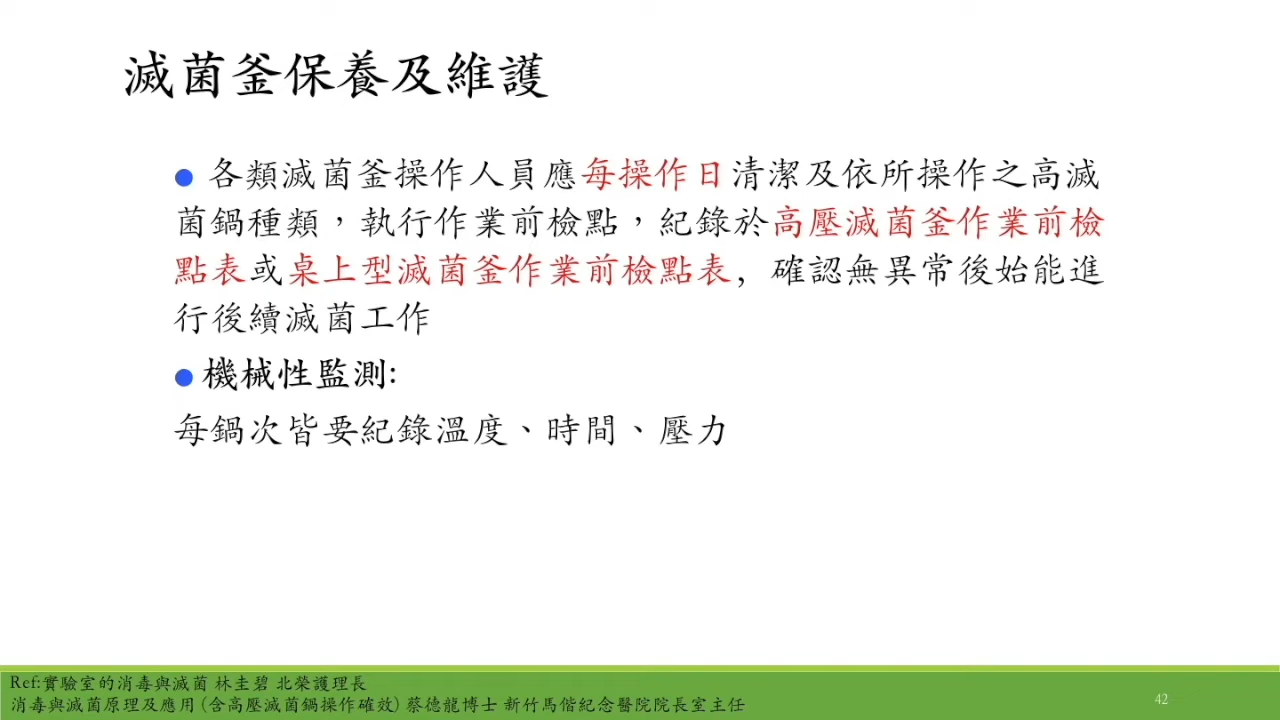 滅菌釜保養及維護
● 各類滅菌釜操作人員應每操作日清潔及依所操作之高滅
菌鍋種類，執行作業前檢點，紀錄於高壓滅菌釜作業前檢
點表或桌上型滅菌釜作業前檢點表, 確認無異常後始能進
行後續滅菌工作
● 機械性監測:
每鍋次皆要紀錄溫度、時間、壓力
Ref:實驗室的消毒與滅菌 林圭碧 北榮護理長
消毒與滅菌原理及應用(含高壓滅菌鍋操作確效) 蔡德龍博士 新竹馬偕紀念醫院院長室主任
42